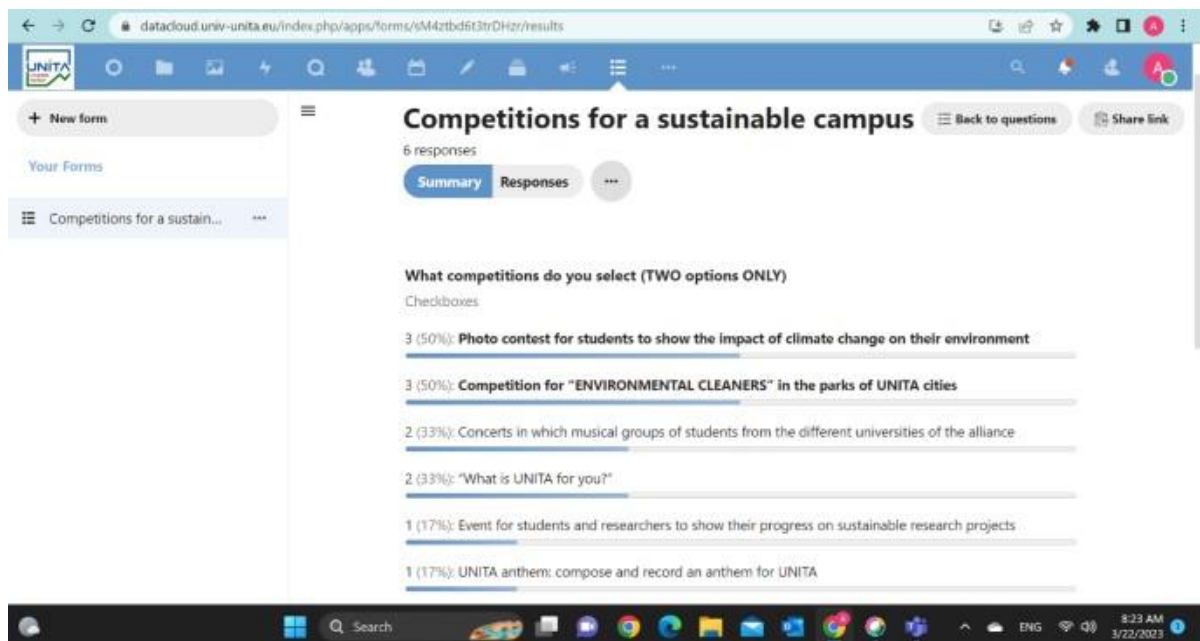 datacloud.univ-unita.eu/index.php/apps/forms/sM4ztbd6t3trDHzr/results
A
UNITA
A
+ New form
Competitions for a sustainable campus
Back to questions
Share link
6 responses
Your Forms
Summary
Responses
Competitions for a sustain...
What competitions do you select (TWO options ONLY)
Checkboxes
3 (50%): Photo contest for students to show the impact of climate change on their environment
3 (50%): Competition for "ENVIRONMENTAL CLEANERS" in the parks of UNITA cities
2 (33%): Concerts in which musical groups of students from the different universities of the alliance
2 (33%): "What is UNITA for you?"
1 (17%): Event for students and researchers to show their progress on sustainable research projects
1 (17%): UNITA anthem: compose and record an anthem for UNITA
Search
ENG
8:23 AM
3/22/2023